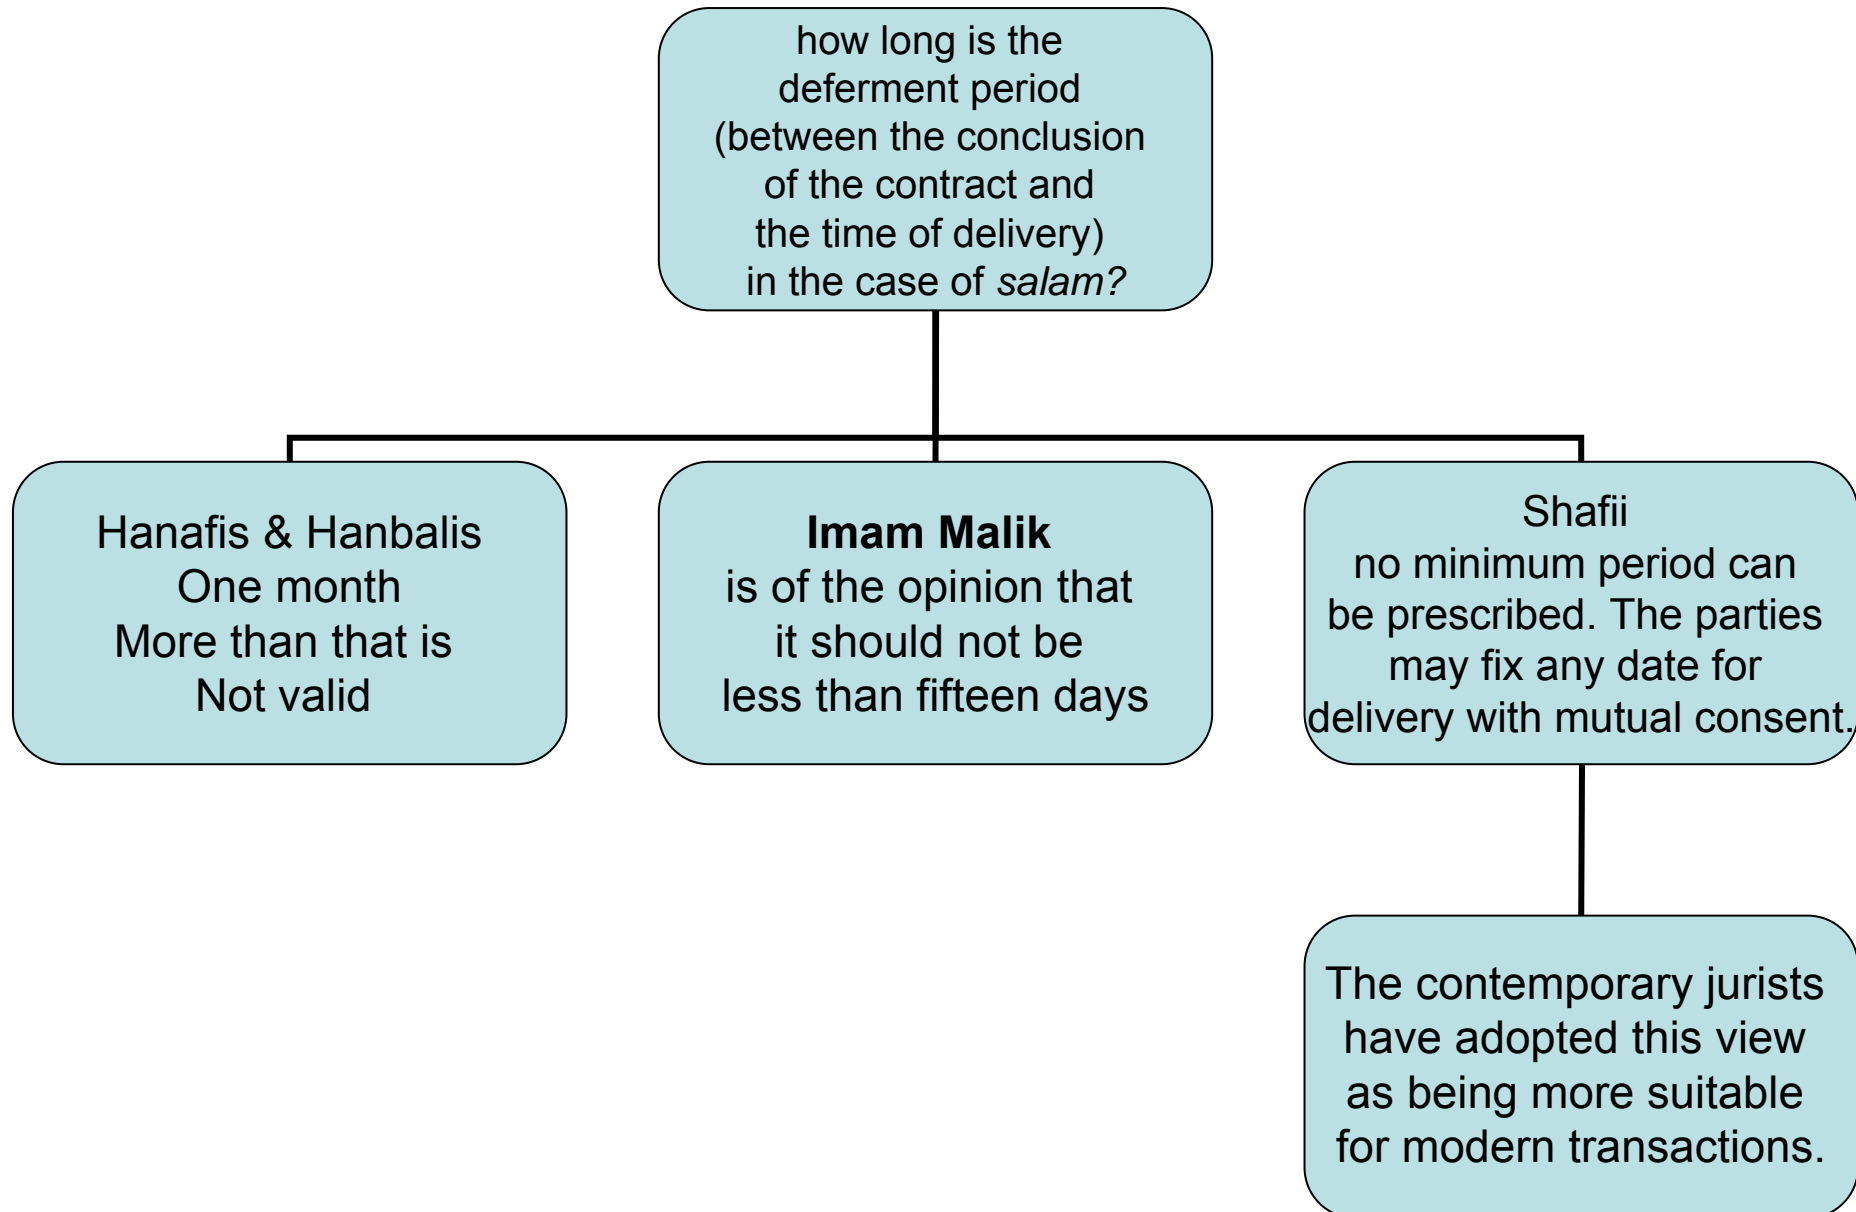 how long is the
deferment period
(between the conclusion
of the contract and
the time of delivery)
in the case of salam?
Hanafis & Hanbalis
One month
More than that is
Not valid
Imam Malik
is of the opinion that
it should not be
less than fifteen days
Shafii
no minimum period can
be prescribed. The parties
may fix any date for
delivery with mutual consent.
The contemporary jurists
have adopted this view
as being more suitable
for modern transactions.